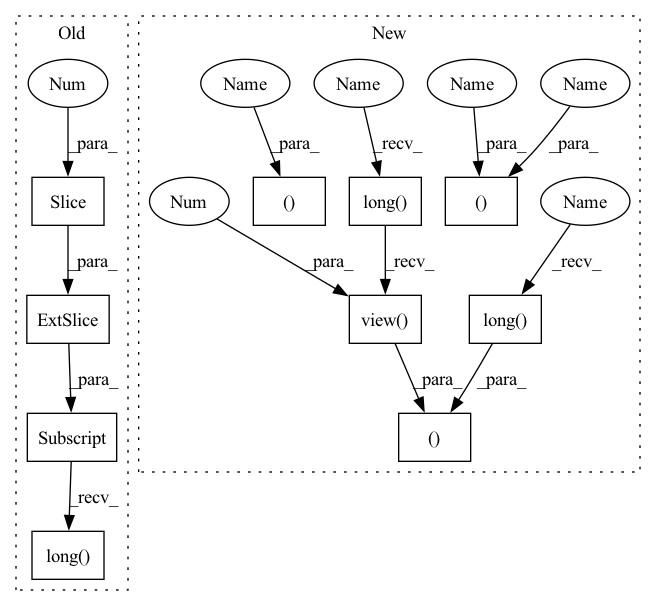 Old
New
Num
Name
Name
Name
Name
_para_
_para_
_recv_
_para_
_para_
Slice
Num
()
long()
()
Name
_para_
_para_
_recv_
_recv_
ExtSlice
view()
long()
_para_
_para_
_para_
Subscript
()
_recv_
long()